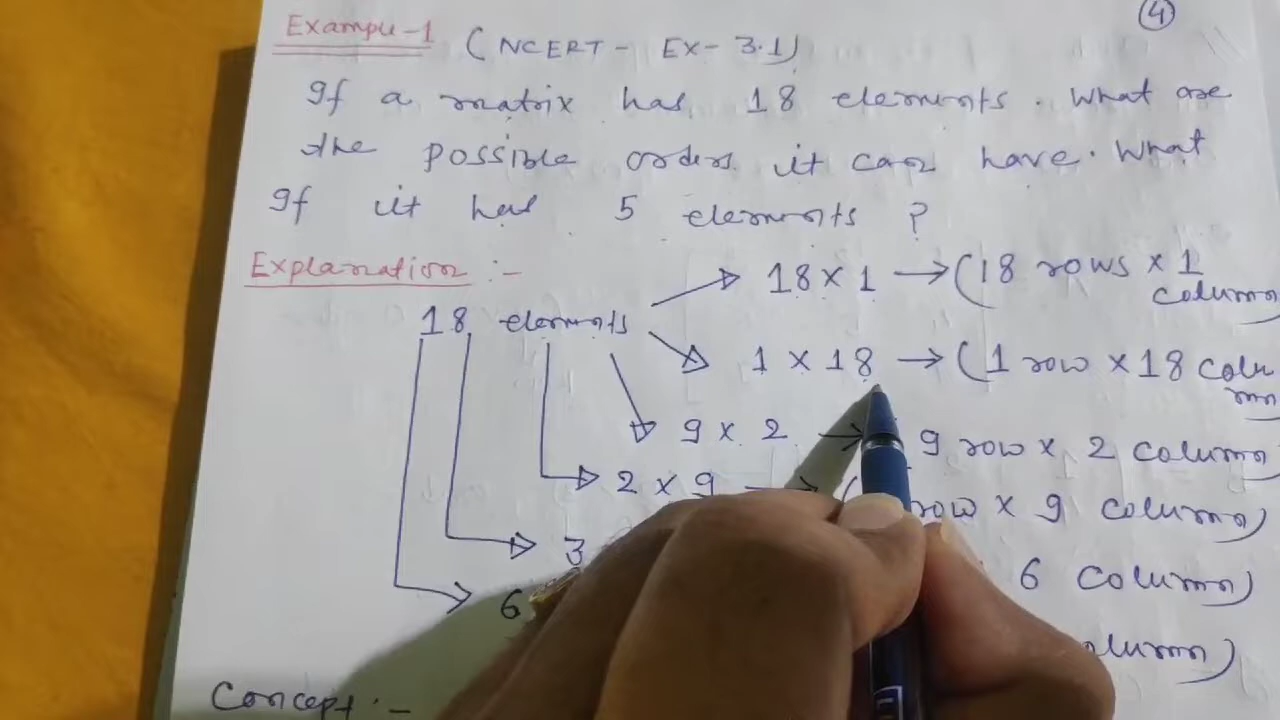 4
Example-1 (NCERT - EX- 3.1)
If a matrix has 18 elements. What are
the possible orders it can have. What
If it has 5 elements ?
Explanation :-
18 × 1 → (18 rows × 1
column
18 elements
1 × 18 → (1 row × 18 colu
mn
9 × 2 → 9 row × 2 column)
2 × 9 → ( row × 9 column)
3 6 column)
6 column)
Concept :-